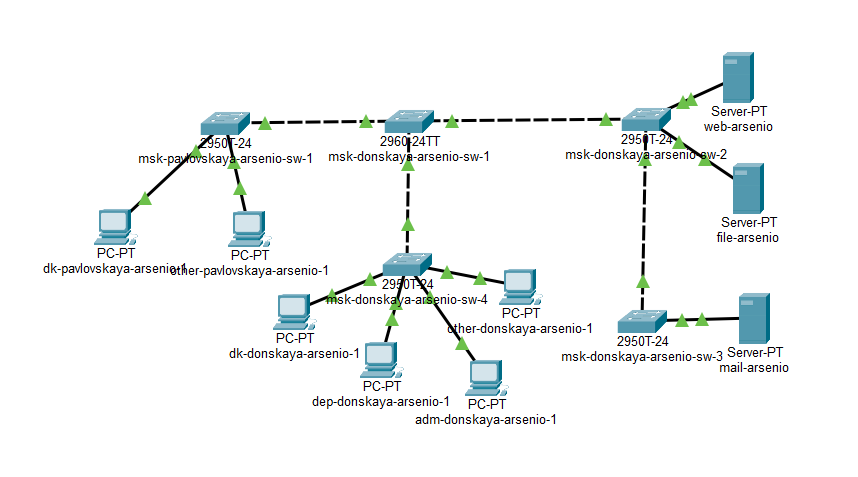 Server-PT
web-arsenio
2950T-24
msk-pavlovskaya-arsenio-sw-1
2960-24TT
msk-donskaya-arsenio-sw-1
2950T-24
msk-donskaya-arsenio-sw-2
Server-PT
file-arsenio
PC-PT
dk-pavlovskaya-arsenio-1
PC-PT
other-pavlovskaya-arsenio-1
2950T-24
msk-donskaya-arsenio-sw-4
PC-PT
other-donskaya-arsenio-1
PC-PT
dk-donskaya-arsenio-1
2950T-24
msk-donskaya-arsenio-sw-3
Server-PT
mail-arsenio
PC-PT
dep-donskaya-arsenio-1
PC-PT
adm-donskaya-arsenio-1